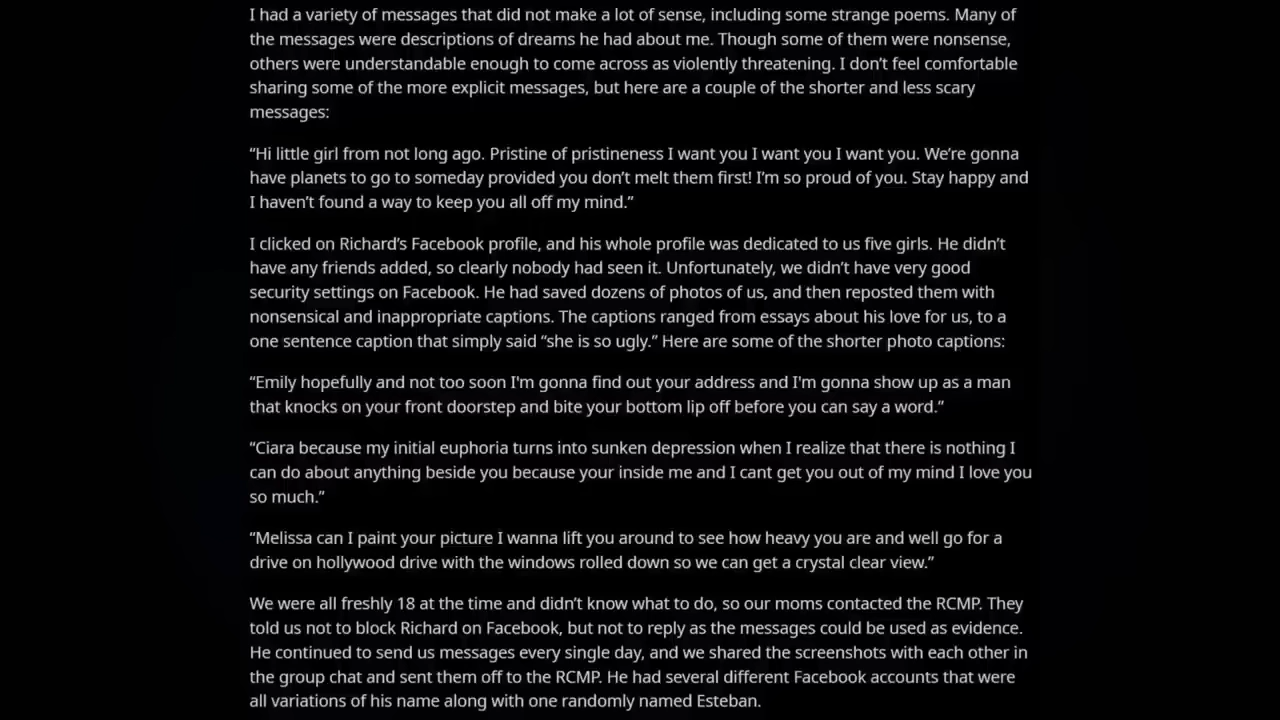 I had a variety of messages that did not make a lot of sense, including some strange poems. Many of
the messages were descriptions of dreams he had about me. Though some of them were nonsense,
others were understandable enough to come across as violently threatening. I don’t feel comfortable
sharing some of the more explicit messages, but here are a couple of the shorter and less scary
messages:
“Hi little girl from not long ago. Pristine of pristineness I want you I want you I want you. We’re gonna
have planets to go to someday provided you don’t melt them first! I’m so proud of you. Stay happy and
I haven’t found a way to keep you all off my mind.”
I clicked on Richard’s Facebook profile, and his whole profile was dedicated to us five girls. He didn’t
have any friends added, so clearly nobody had seen it. Unfortunately, we didn’t have very good
security settings on Facebook. He had saved dozens of photos of us, and then reposted them with
nonsensical and inappropriate captions. The captions ranged from essays about his love for us, to a
one sentence caption that simply said “she is so ugly.” Here are some of the shorter photo captions:
“Emily hopefully and not too soon I'm gonna find out your address and I'm gonna show up as a man
that knocks on your front doorstep and bite your bottom lip off before you can say a word.”
“Ciara because my initial euphoria turns into sunken depression when I realize that there is nothing I
can do about anything beside you because your inside me and I cant get you out of my mind I love you
so much.”
“Melissa can I paint your picture I wanna lift you around to see how heavy you are and well go for a
drive on hollywood drive with the windows rolled down so we can get a crystal clear view.”
We were all freshly 18 at the time and didn’t know what to do, so our moms contacted the RCMP. They
told us not to block Richard on Facebook, but not to reply as the messages could be used as evidence.
He continued to send us messages every single day, and we shared the screenshots with each other in
the group chat and sent them off to the RCMP. He had several different Facebook accounts that were
all variations of his name along with one randomly named Esteban.